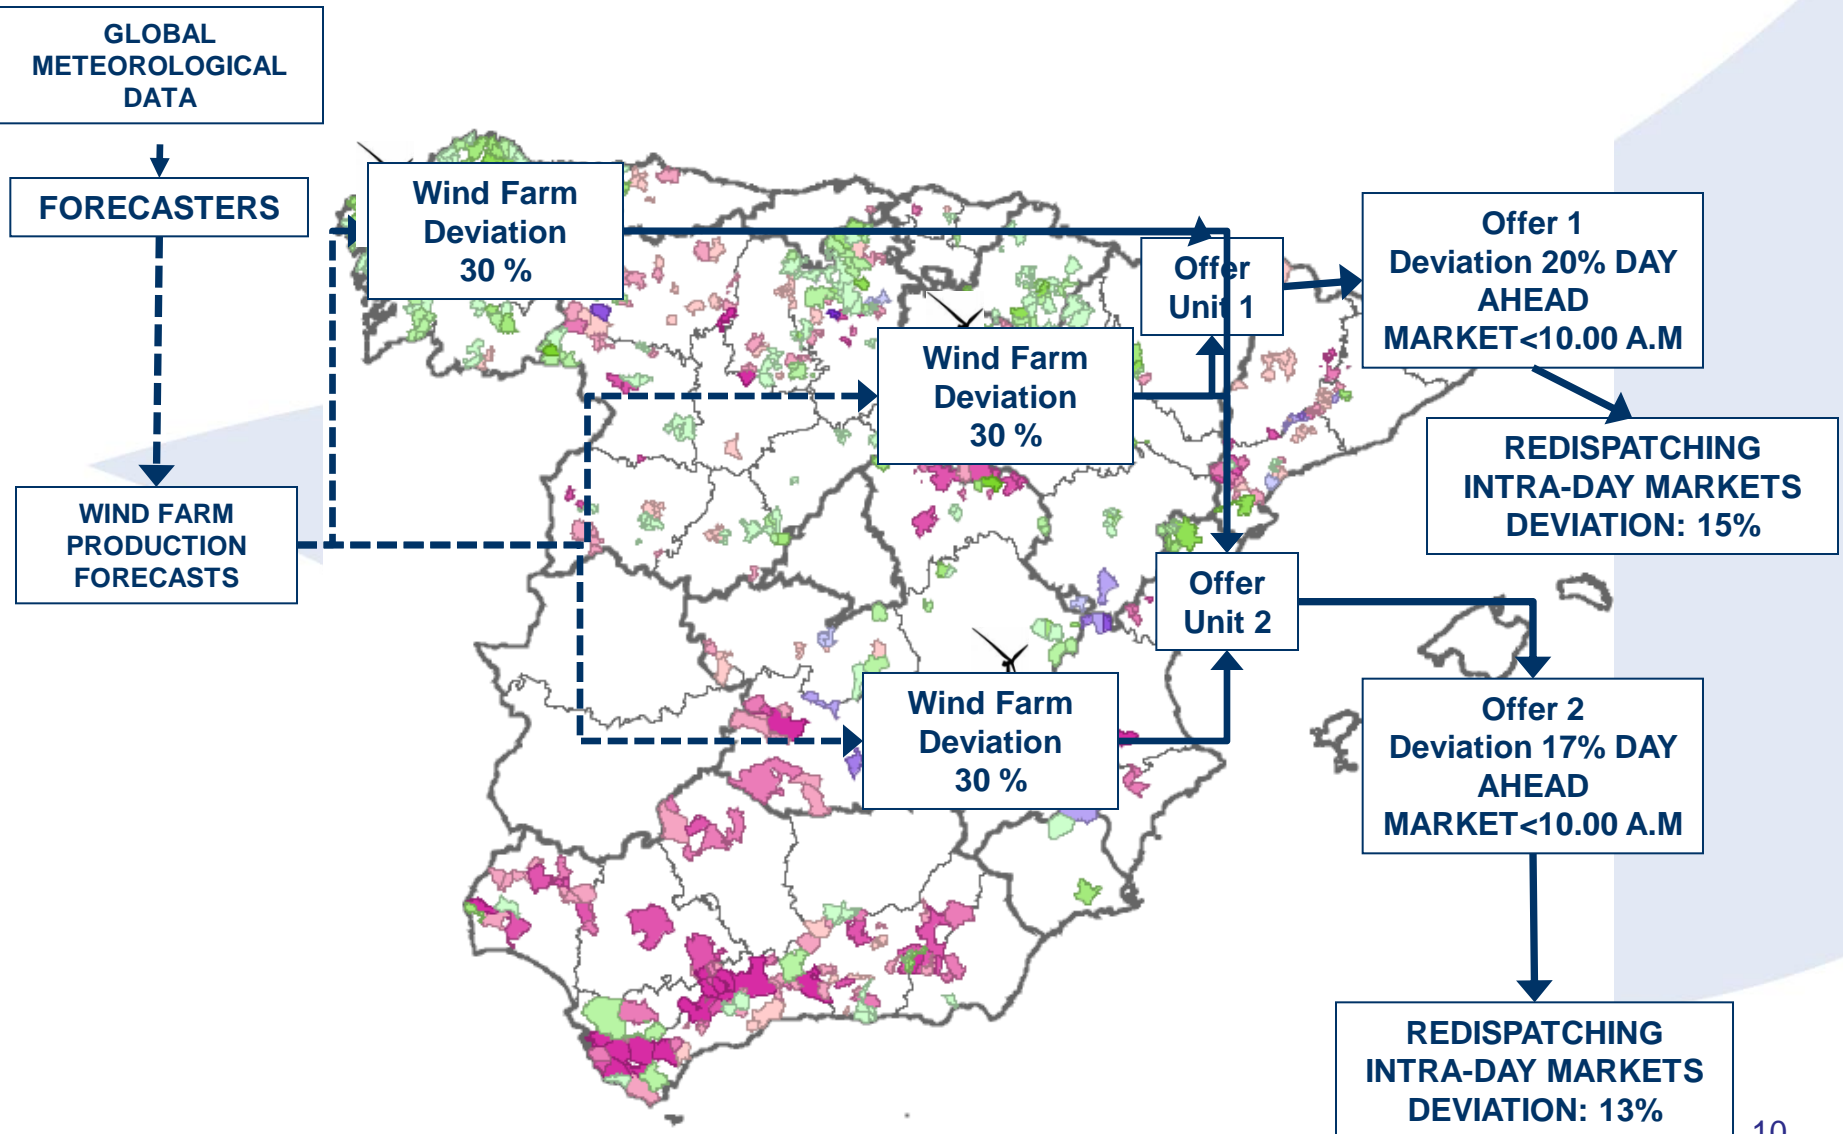 GLOBAL
METEOROLOGICAL
DATA
FORECASTERS
WIND FARM
PRODUCTION
FORECASTS
Wind Farm
Deviation
30 %
Wind Farm
Deviation
30 %
Wind Farm
Deviation
30 %
Offer
Unit 1
Offer
Unit 2
Offer 1
Deviation 20% DAY
AHEAD
MARKET<10.00 A.M
REDISPATCHING
INTRA-DAY MARKETS
DEVIATION: 15%
Offer 2
Deviation 17% DAY
AHEAD
MARKET<10.00 A.M
REDISPATCHING
INTRA-DAY MARKETS
DEVIATION: 13%
10